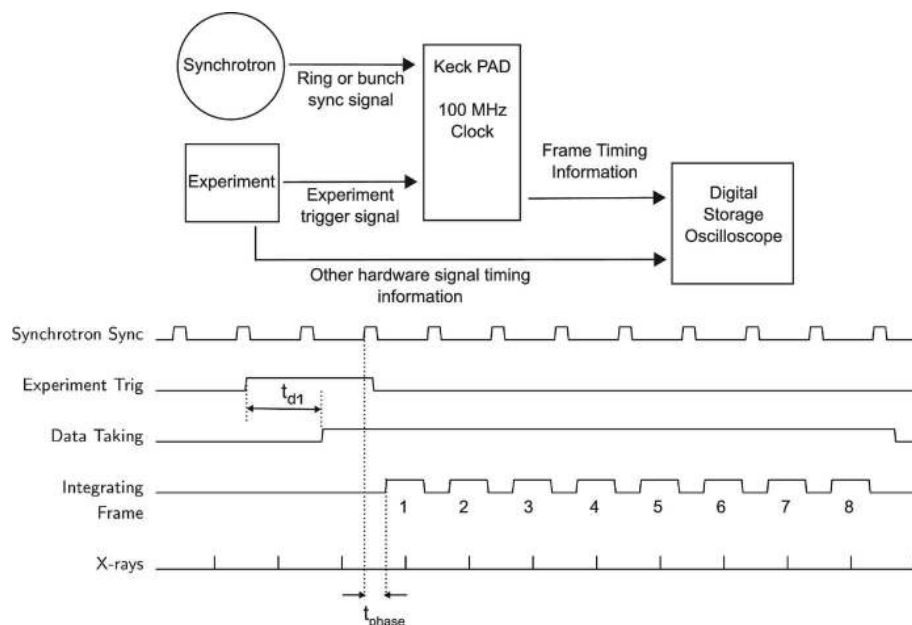 Synchrotron
Ring or bunch
sync signal
Keck PAD
100 MHz
Clock
Experiment
Experiment
trigger signal
Frame Timing
Information
Digital
Storage
Oscilloscope
Other hardware signal timing
information
Synchrotron Sync
Experiment Trig
t_d1
Data Taking
Integrating
Frame
1 2 3 4 5 6 7 8
X-rays
t_phase